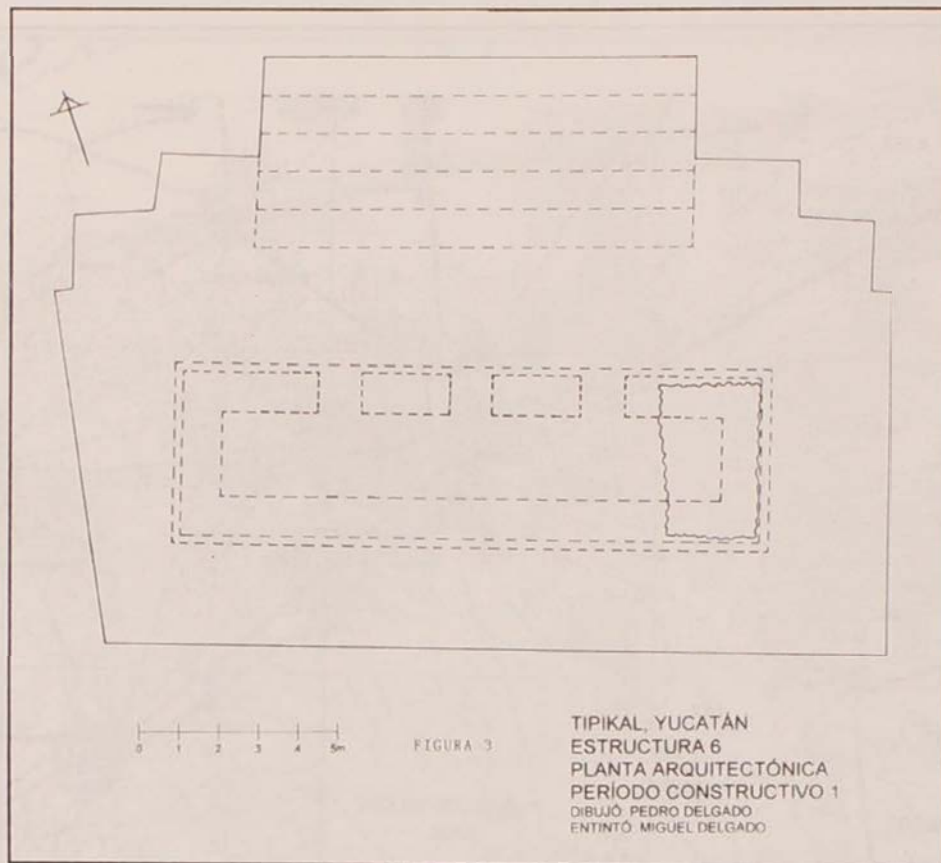 0 1 2 3 4 5m
FIGURA 3
TIPIKAL, YUCATÁN
ESTRUCTURA 6
PLANTA ARQUITECTÓNICA
PERÍODO CONSTRUCTIVO 1
DIBUJÓ: PEDRO DELGADO
ENTINTÓ: MIGUEL DELGADO